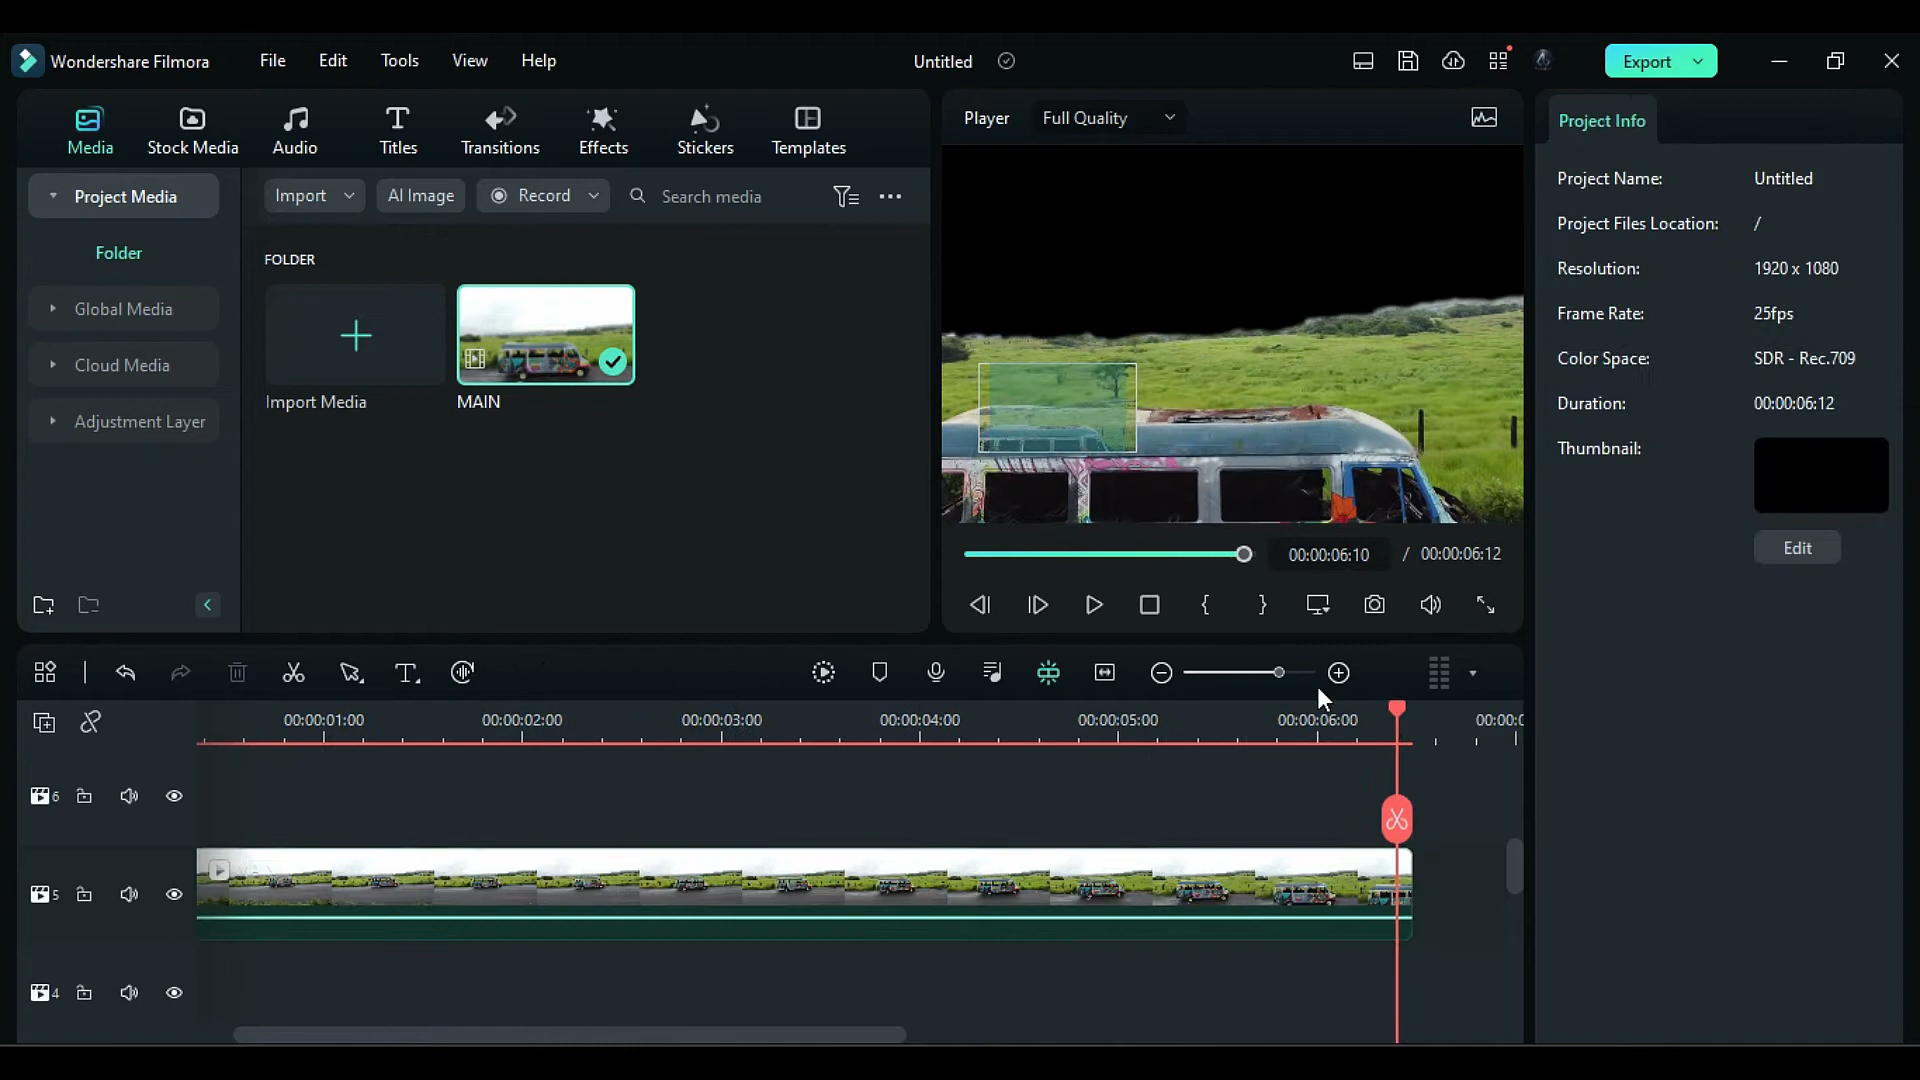 Wondershare Filmora File Edit Tools View Help Untitled Export
Media Stock Media Audio Titles Transitions Effects Stickers Templates
Player Full Quality
Project Info
Project Media
Folder
Global Media
Cloud Media
Adjustment Layer
Import AI Image Record Search media
FOLDER
Import Media MAIN
00:00:06:10 / 00:00:06:12
Project Name: Untitled
Project Files Location: /
Resolution: 1920 x 1080
Frame Rate: 25fps
Color Space: SDR - Rec.709
Duration: 00:00:06:12
Thumbnail:
Edit
00:00:01:00 00:00:02:00 00:00:03:00 00:00:04:00 00:00:05:00 00:00:06:00 00:00:0
6
5
4